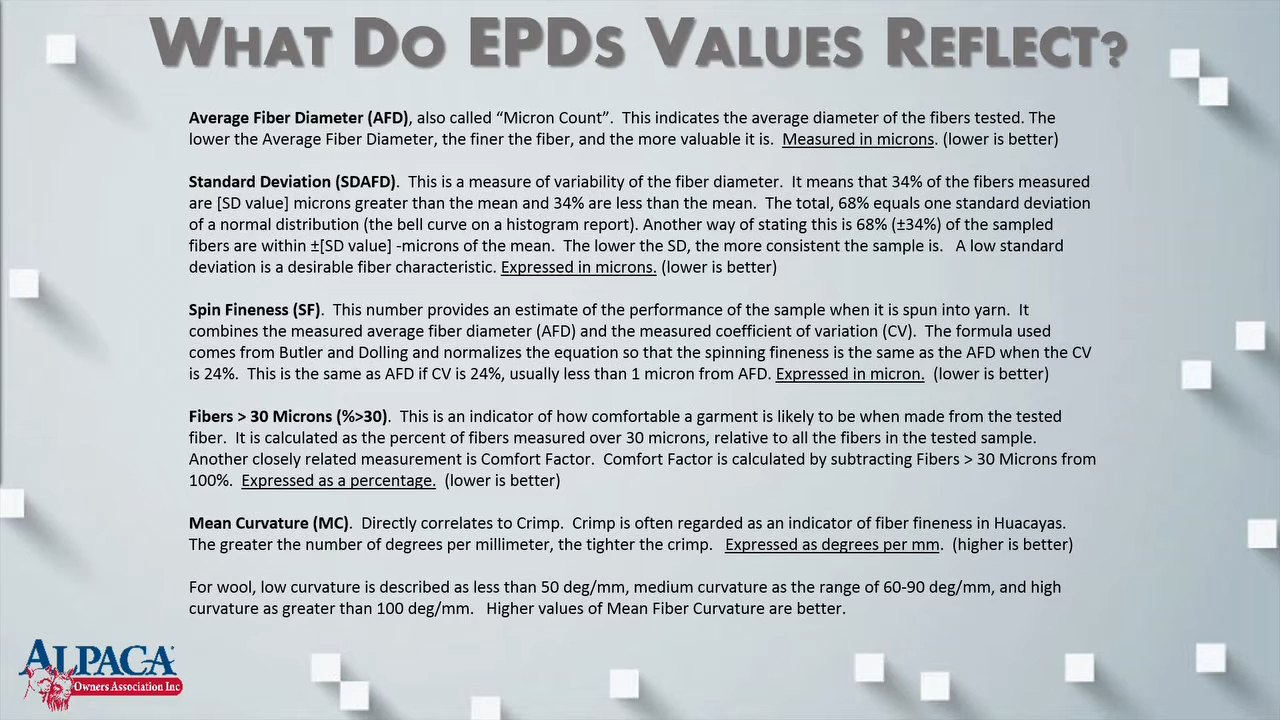 WHAT DO EPDS VALUES REFLECT?
Average Fiber Diameter (AFD), also called “Micron Count”.  This indicates the average diameter of the fibers tested. The
lower the Average Fiber Diameter, the finer the fiber, and the more valuable it is.  Measured in microns. (lower is better)
Standard Deviation (SDAFD).  This is a measure of variability of the fiber diameter.  It means that 34% of the fibers measured
are [SD value] microns greater than the mean and 34% are less than the mean.  The total, 68% equals one standard deviation
of a normal distribution (the bell curve on a histogram report). Another way of stating this is 68% (±34%) of the sampled
fibers are within ±[SD value] -microns of the mean.  The lower the SD, the more consistent the sample is.   A low standard
deviation is a desirable fiber characteristic. Expressed in microns. (lower is better)
Spin Fineness (SF).  This number provides an estimate of the performance of the sample when it is spun into yarn.  It
combines the measured average fiber diameter (AFD) and the measured coefficient of variation (CV).  The formula used
comes from Butler and Dolling and normalizes the equation so that the spinning fineness is the same as the AFD when the CV
is 24%.  This is the same as AFD if CV is 24%, usually less than 1 micron from AFD. Expressed in micron.  (lower is better)
Fibers > 30 Microns (%>30).  This is an indicator of how comfortable a garment is likely to be when made from the tested
fiber.  It is calculated as the percent of fibers measured over 30 microns, relative to all the fibers in the tested sample.
Another closely related measurement is Comfort Factor.  Comfort Factor is calculated by subtracting Fibers > 30 Microns from
100%.  Expressed as a percentage.  (lower is better)
Mean Curvature (MC).  Directly correlates to Crimp.  Crimp is often regarded as an indicator of fiber fineness in Huacayas.
The greater the number of degrees per millimeter, the tighter the crimp.   Expressed as degrees per mm.  (higher is better)
For wool, low curvature is described as less than 50 deg/mm, medium curvature as the range of 60-90 deg/mm, and high
curvature as greater than 100 deg/mm.   Higher values of Mean Fiber Curvature are better.
ALPACA
Owners Association Inc